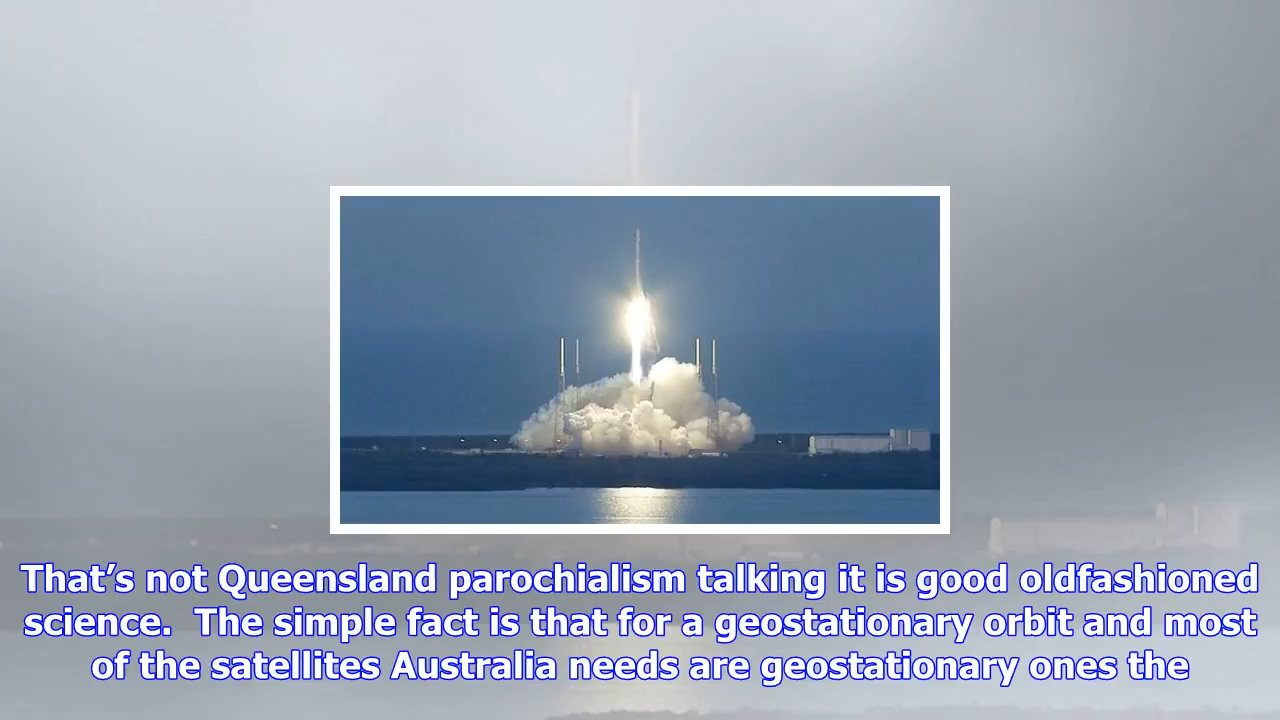 That’s not Queensland parochialism talking it is good oldfashioned
science.  The simple fact is that for a geostationary orbit and most
of the satellites Australia needs are geostationary ones the